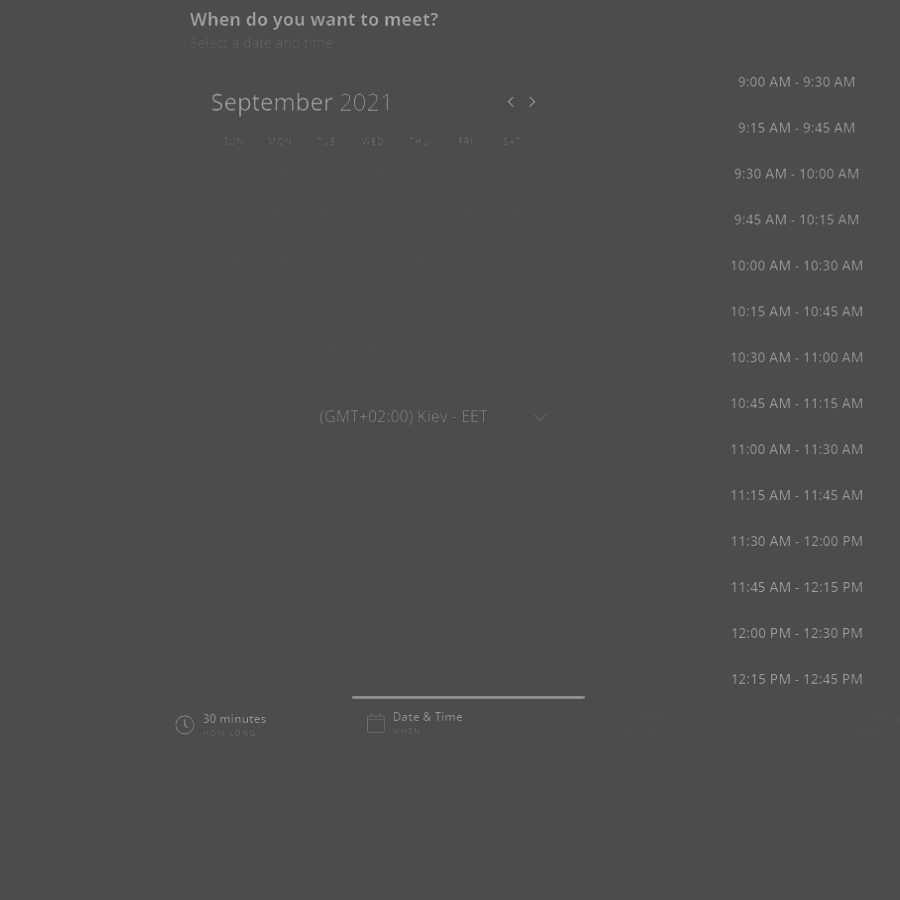 When do you want to meet?
Select a date and time.
September 2021
SUN MON TUE WED THU FRI SAT
(GMT+02:00) Kiev - EET
9:00 AM - 9:30 AM
9:15 AM - 9:45 AM
9:30 AM - 10:00 AM
9:45 AM - 10:15 AM
10:00 AM - 10:30 AM
10:15 AM - 10:45 AM
10:30 AM - 11:00 AM
10:45 AM - 11:15 AM
11:00 AM - 11:30 AM
11:15 AM - 11:45 AM
11:30 AM - 12:00 PM
11:45 AM - 12:15 PM
12:00 PM - 12:30 PM
12:15 PM - 12:45 PM
30 minutes
HOW LONG
Date & Time
WHEN